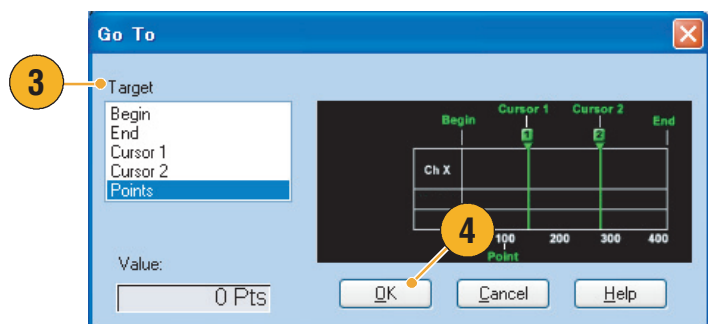 Go To
3
Target
Begin
End
Cursor 1
Cursor 2
Points
Value:
0 Pts
Begin Cursor 1 Cursor 2 End
1 2
Ch X
100 200 300 400
Point
4
OK Cancel Help